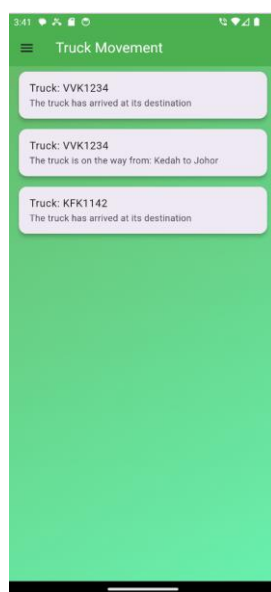 3:41
Truck Movement
Truck: VVK1234
The truck has arrived at its destination
Truck: VVK1234
The truck is on the way from: Kedah to Johor
Truck: KFK1142
The truck has arrived at its destination